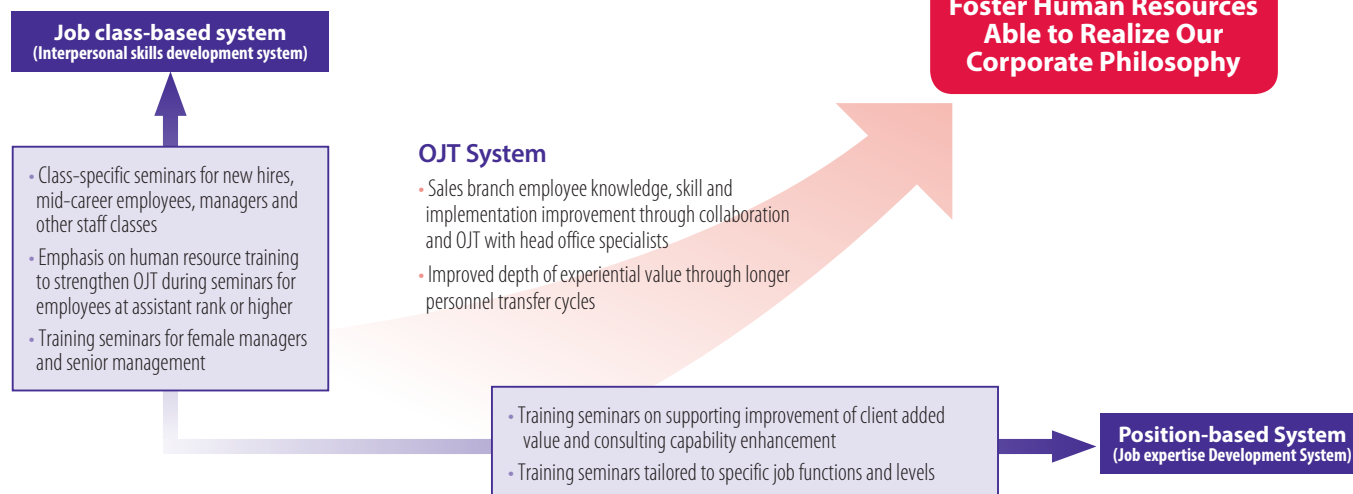 Foster Human Resources
Able to Realize Our
Corporate Philosophy
Job class-based system
(Interpersonal skills development system)
• Class-specific seminars for new hires,
mid-career employees, managers and
other staff classes
• Emphasis on human resource training
to strengthen OJT during seminars for
employees at assistant rank or higher
• Training seminars for female managers
and senior management
OJT System
• Sales branch employee knowledge, skill and
implementation improvement through collaboration
and OJT with head office specialists
• Improved depth of experiential value through longer
personnel transfer cycles
• Training seminars on supporting improvement of client added
value and consulting capability enhancement
• Training seminars tailored to specific job functions and levels
Position-based System
(Job expertise Development System)